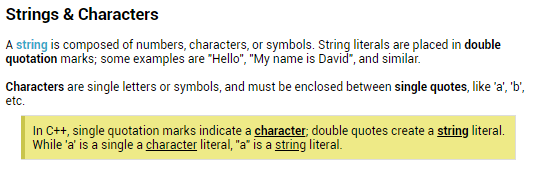 Strings & Characters
A string is composed of numbers, characters, or symbols. String literals are placed in double
quotation marks; some examples are "Hello", "My name is David", and similar.
Characters are single letters or symbols, and must be enclosed between single quotes, like 'a', 'b',
etc.
In C++, single quotation marks indicate a character; double quotes create a string literal.
While 'a' is a single a character literal, "a" is a string literal.